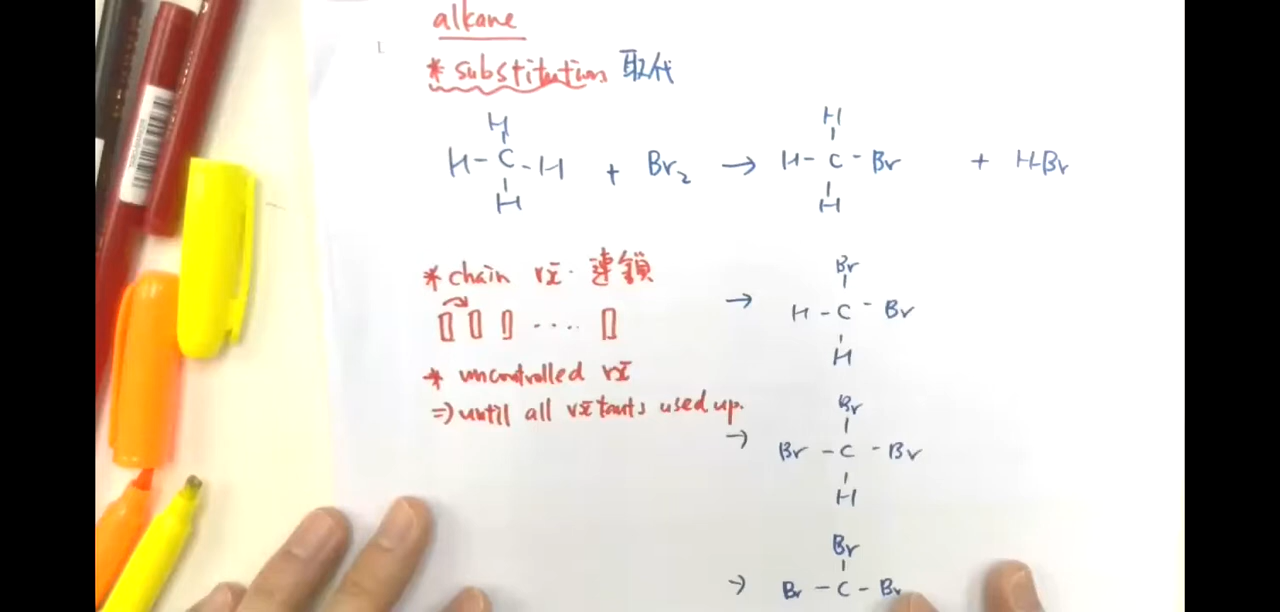 alkane
* substitution 取代
H
H-C-H + Br₂ → H-C-Br + H-Br
H
H
H
* chain rx. 連鎖
.....
* uncontrolled rx
=> until all rxtants used up.
Br
→ H-C-Br
H
Br
→ Br-C-Br
H
Br
→ Br-C-Br